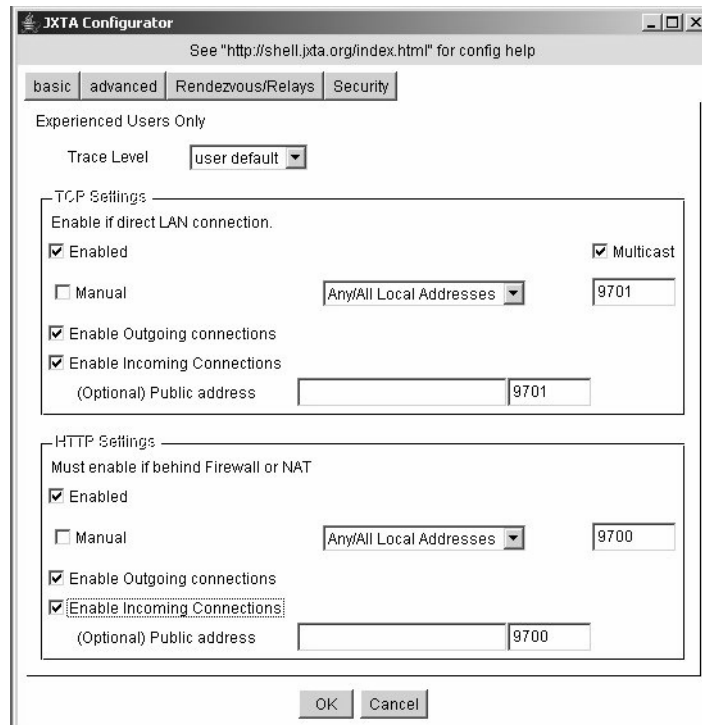 JXTA Configurator
See "http://shell.jxta.org/index.html" for config help
basic advanced Rendezvous/Relays Security
Experienced Users Only
Trace Level user default
TCP Settings
Enable if direct LAN connection.
Enabled Multicast
Manual Any/All Local Addresses 9701
Enable Outgoing connections
Enable Incoming Connections
(Optional) Public address 9701
HTTP Settings
Must enable if behind Firewall or NAT
Enabled
Manual Any/All Local Addresses 9700
Enable Outgoing connections
Enable Incoming Connections
(Optional) Public address 9700
OK Cancel